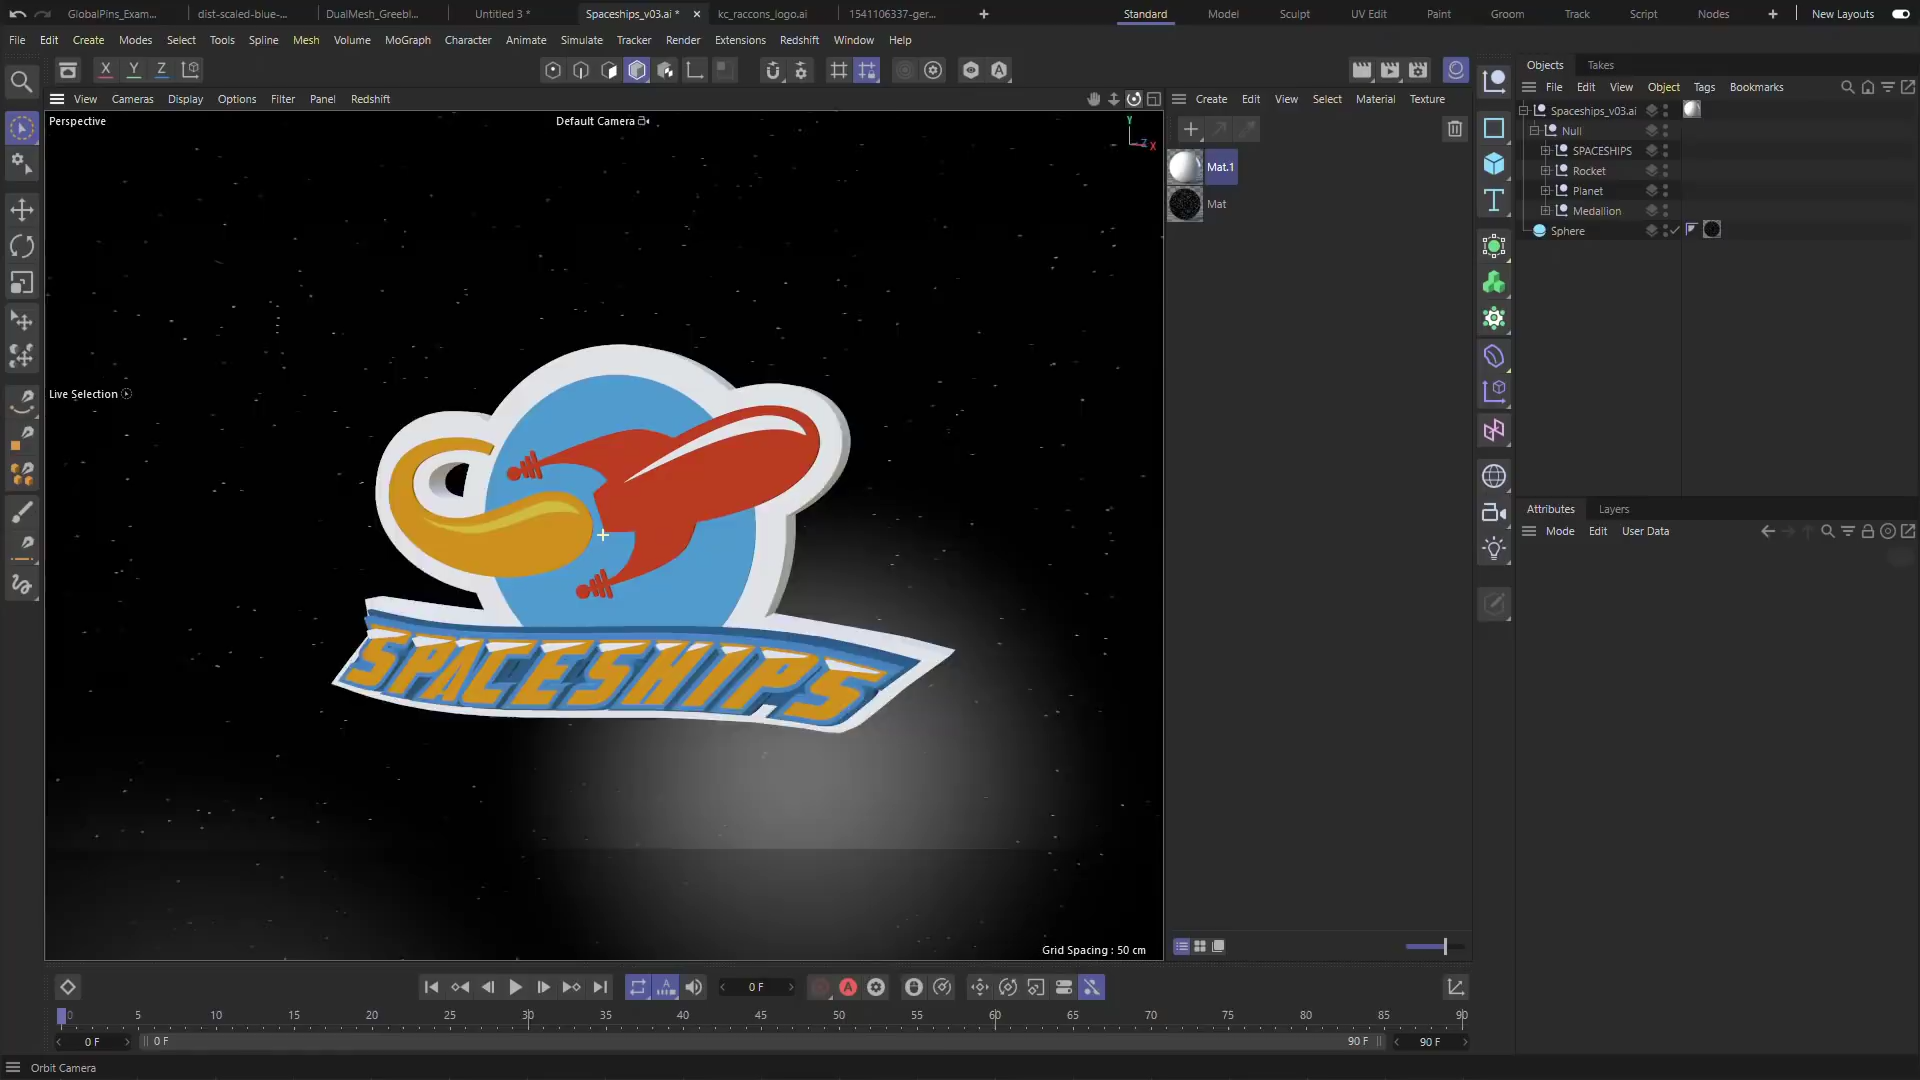 GlobalPins_Exam...
dist-scaled-blue-...
DualMesh_Greebl...
Untitled 3 *
Spaceships_v03.ai *
kc_raccons_logo.ai
1541106337-ger...
Standard
Model
Sculpt
UV Edit
Paint
Groom
Track
Script
Nodes
New Layouts
File
Edit
Create
Modes
Select
Tools
Spline
Mesh
Volume
MoGraph
Character
Animate
Simulate
Tracker
Render
Extensions
Redshift
Window
Help
X
Y
Z
Objects
Takes
View
Cameras
Display
Options
Filter
Panel
Redshift
Create
Edit
View
Select
Material
Texture
File
Edit
View
Object
Tags
Bookmarks
Perspective
Default Camera
Y
Z
X
Mat.1
Mat
Spaceships_v03.ai
Null
SPACESHIPS
Rocket
Planet
Medallion
Sphere
Live Selection
SPACESHIPS
Attributes
Layers
Mode
Edit
User Data
Grid Spacing : 50 cm
0 F
0
5
10
15
20
25
30
35
40
45
50
55
60
65
70
75
80
85
90
0 F
0 F
90 F
90 F
Orbit Camera